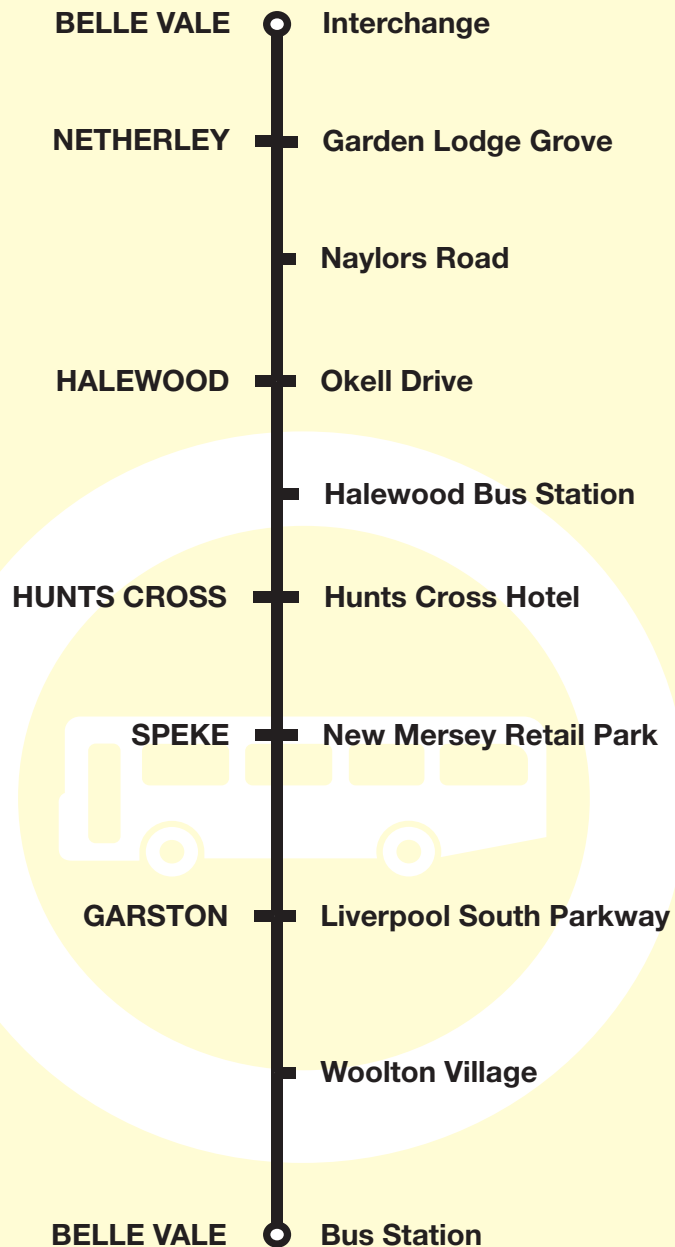 BELLE VALE Interchange
NETHERLEY Garden Lodge Grove
Naylors Road
HALEWOOD Okell Drive
Halewood Bus Station
HUNTS CROSS Hunts Cross Hotel
SPEKE New Mersey Retail Park
GARSTON Liverpool South Parkway
Woolton Village
BELLE VALE Bus Station